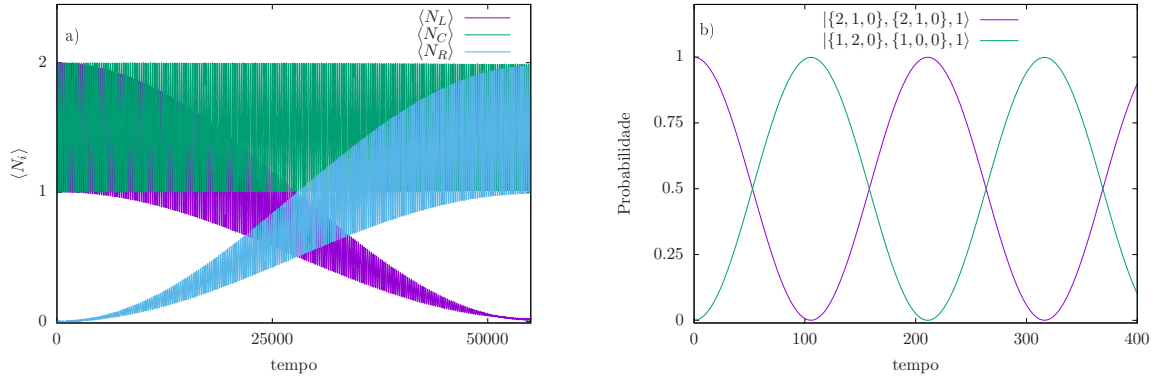 a)
⟨N_L⟩
⟨N_C⟩
⟨N_R⟩
2
1
0
⟨N_i⟩
0
25000
50000
tempo
b)
|{2, 1, 0}, {2, 1, 0}, 1⟩
|{1, 2, 0}, {1, 0, 0}, 1⟩
1
0.75
0.5
0.25
0
Probabilidade
0
100
200
300
400
tempo